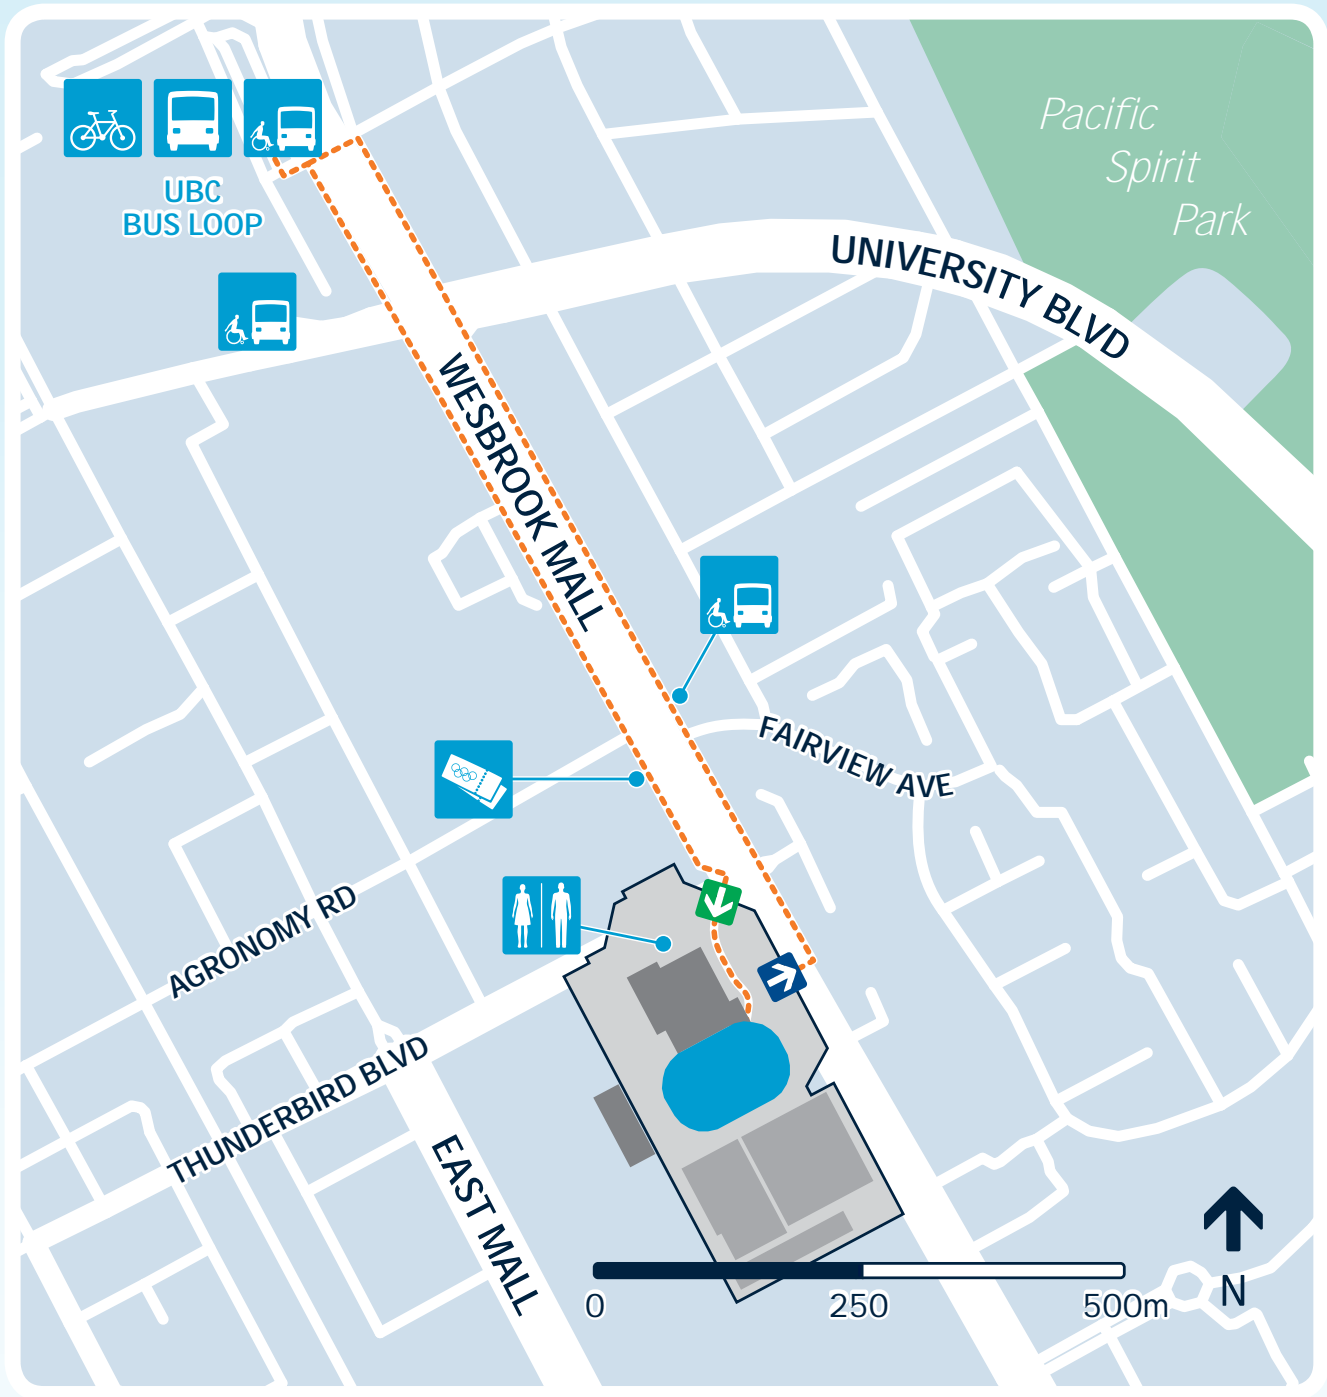 Pacific
Spirit
Park
UBC
BUS LOOP
UNIVERSITY BLVD
WESBROOK MALL
FAIRVIEW AVE
AGRONOMY RD
THUNDERBIRD BLVD
EAST MALL
N
0 250 500m